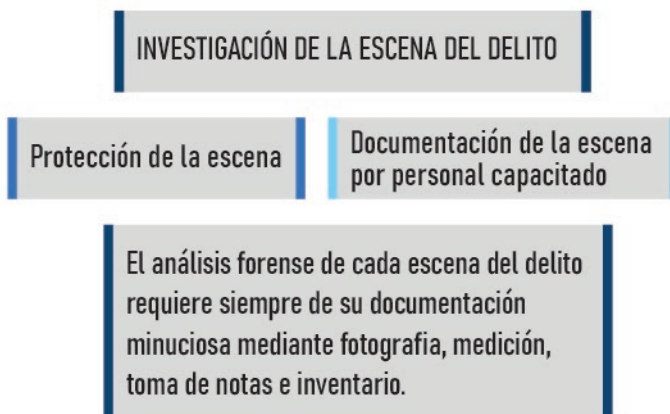 INVESTIGACIÓN DE LA ESCENA DEL DELITO
Protección de la escena
Documentación de la escena
por personal capacitado
El análisis forense de cada escena del delito
requiere siempre de su documentación
minuciosa mediante fotografia, medición,
toma de notas e inventario.